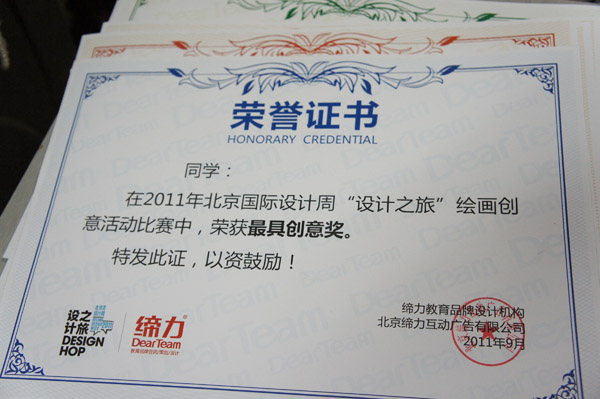 荣誉证书
HONORARY CREDENTIAL
同学：
在2011年北京国际设计周“设计之旅”绘画创
意活动比赛中，荣获最具创意奖。
特发此证，以资鼓励！
设之
计旅
DESIGN
HOP
缔力
DearTeam
缔力教育品牌设计机构
北京缔力互动广告有限公司
2011年9月